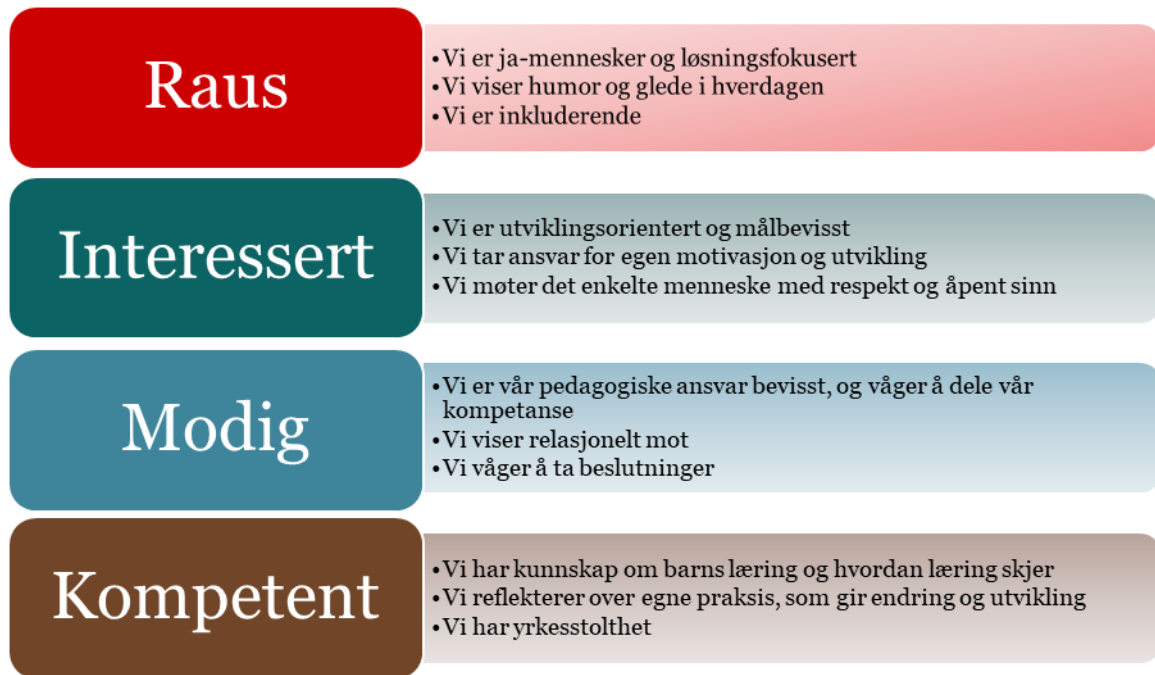 Raus
•Vi er ja-mennesker og løsningsfokusert
•Vi viser humor og glede i hverdagen
•Vi er inkluderende
Interessert
•Vi er utviklingsorientert og målbevisst
•Vi tar ansvar for egen motivasjon og utvikling
•Vi møter det enkelte menneske med respekt og åpent sinn
Modig
•Vi er vår pedagogiske ansvar bevisst, og våger å dele vår
kompetanse
•Vi viser relasjonelt mot
•Vi våger å ta beslutninger
Kompetent
•Vi har kunnskap om barns læring og hvordan læring skjer
•Vi reflekterer over egne praksis, som gir endring og utvikling
•Vi har yrkesstolthet